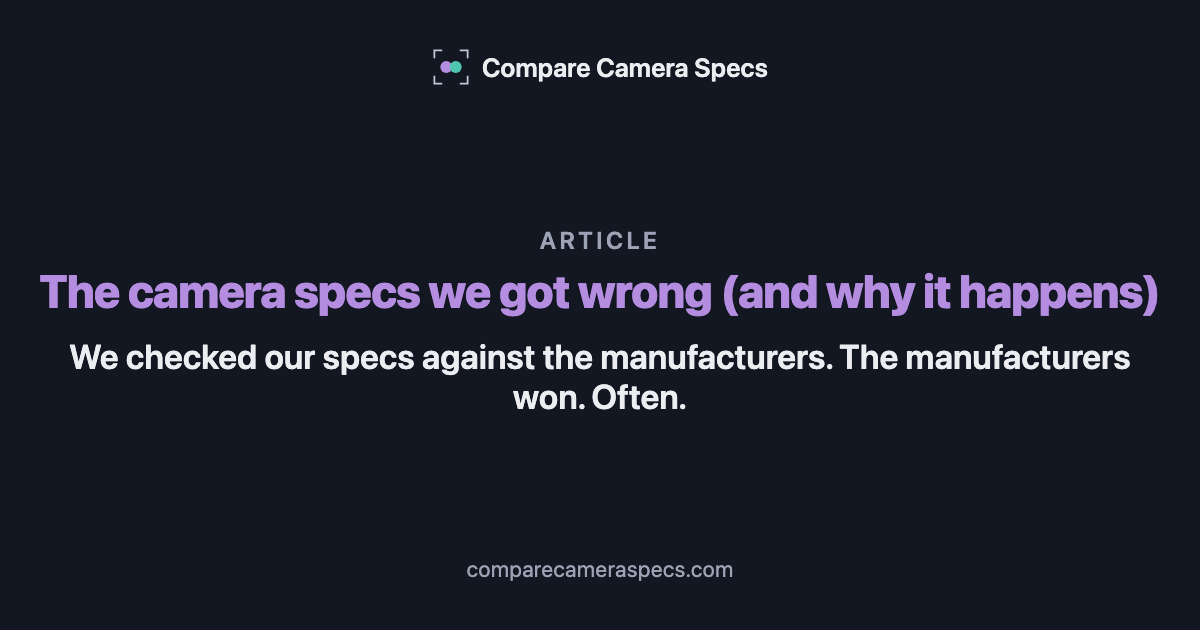 Compare Camera Specs
ARTICLE
The camera specs we got wrong (and why it happens)
We checked our specs against the manufacturers. The manufacturers
won. Often.
comparecameraspecs.com